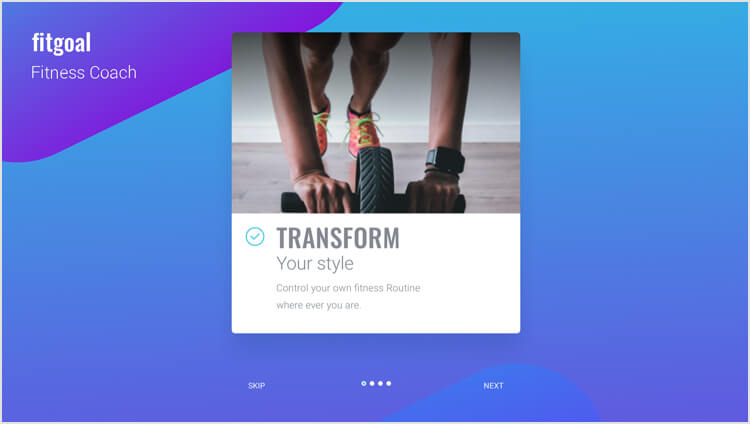 fitgoal
Fitness Coach
TRANSFORM
Your style
Control your own fitness Routine
where ever you are.
SKIP
NEXT